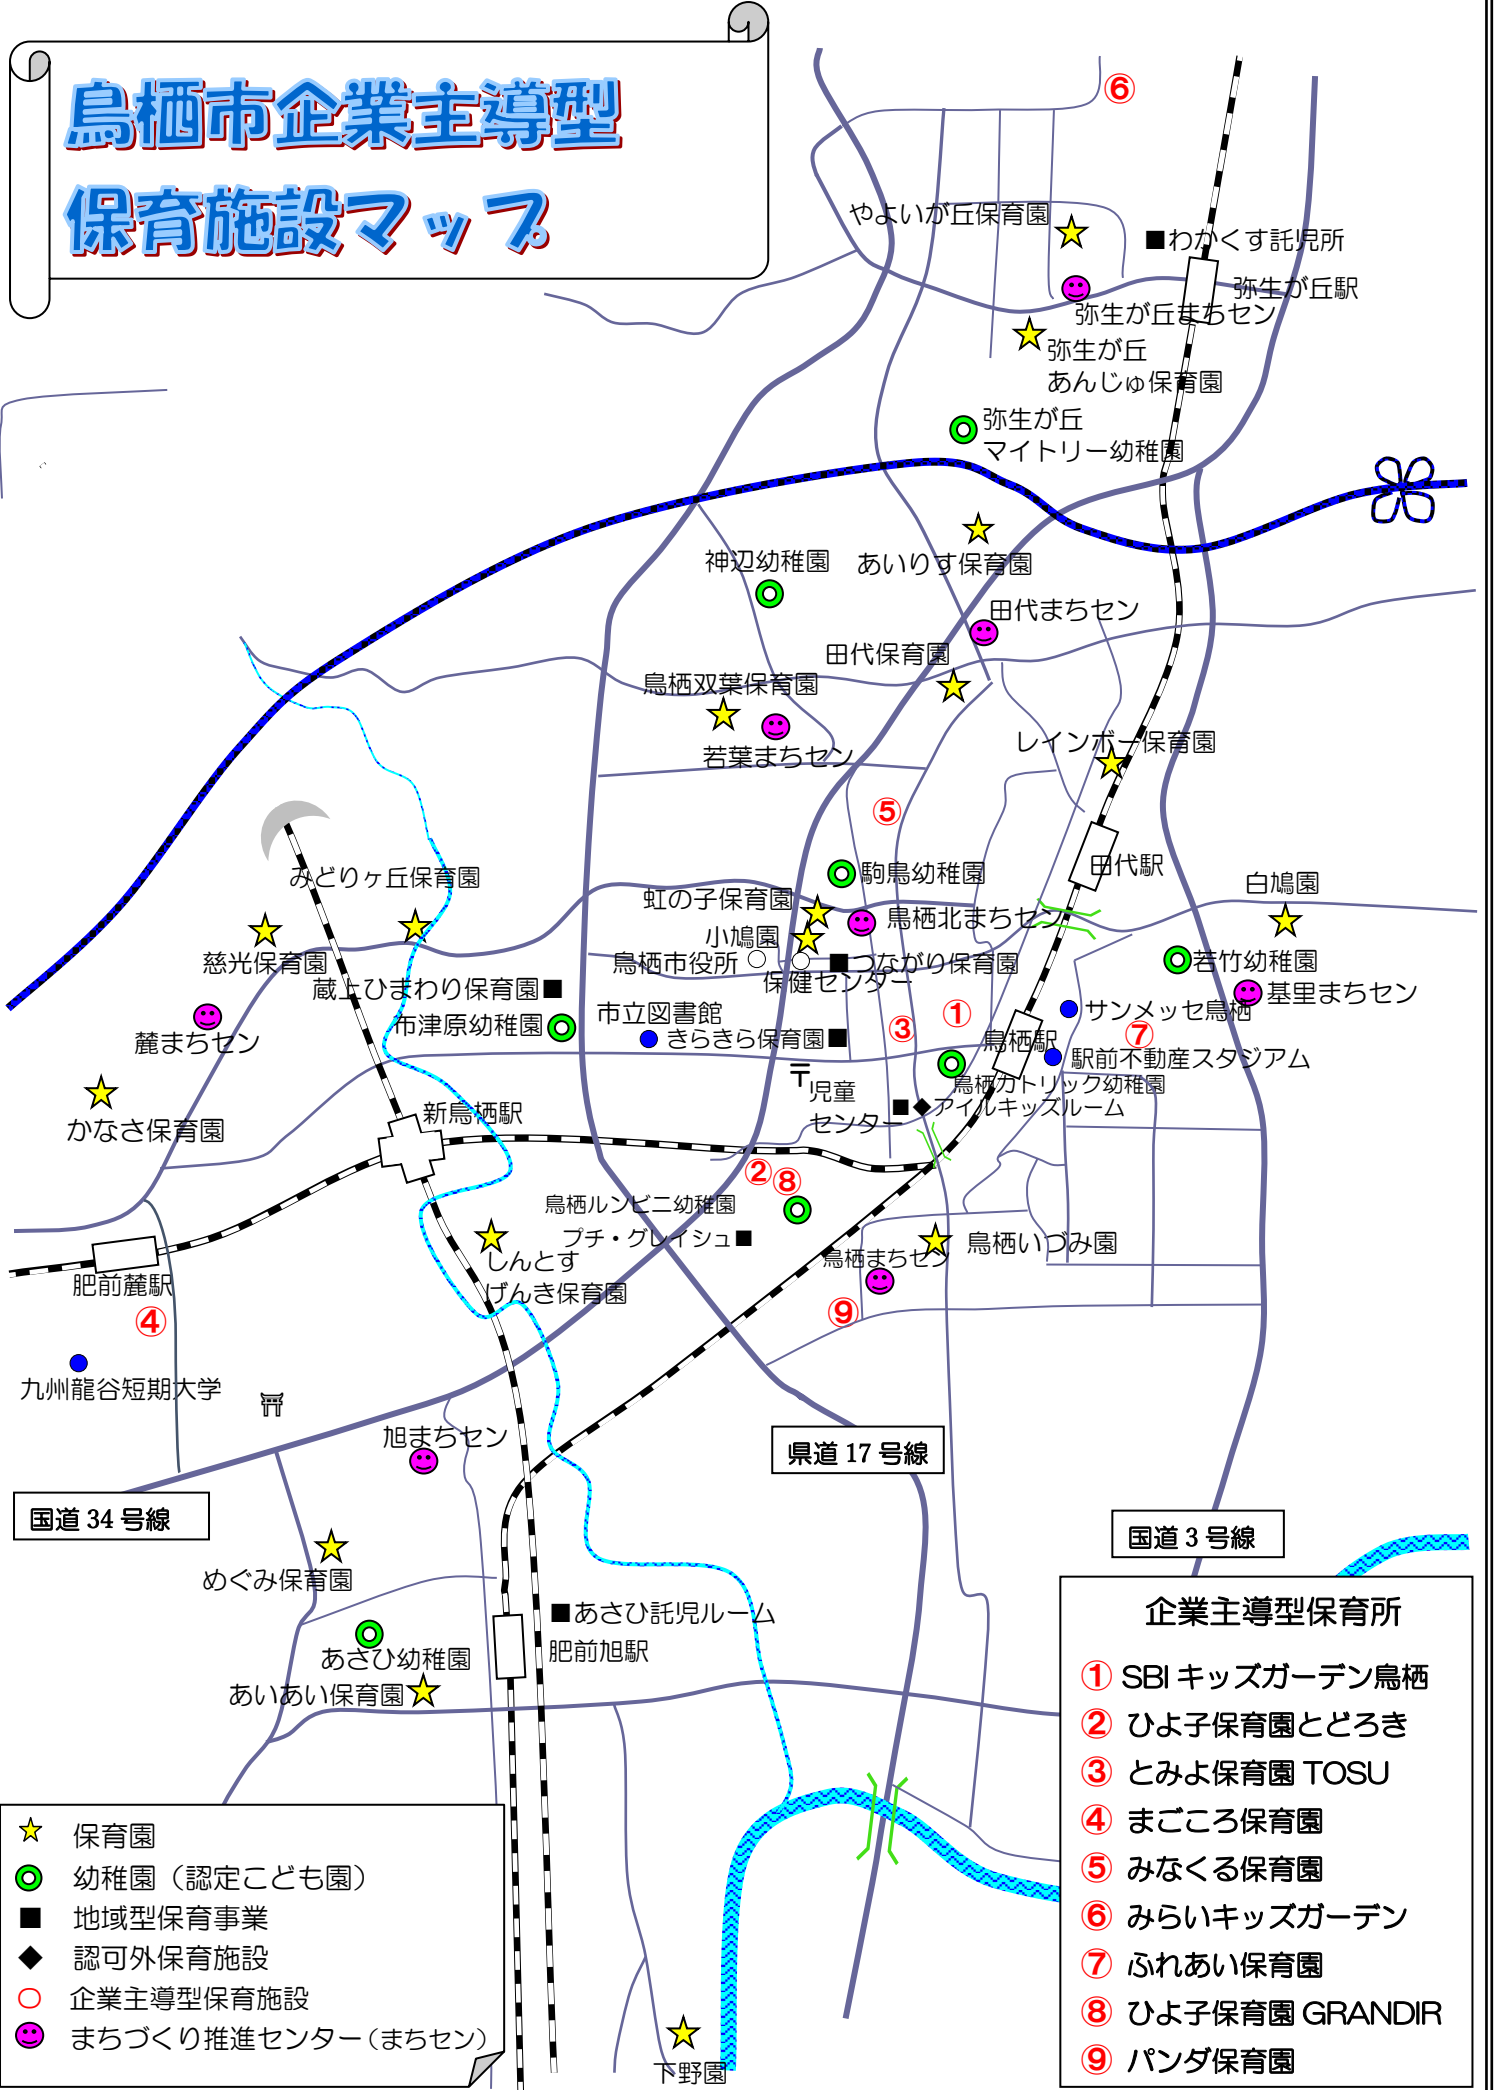 鳥栖市企業主導型
保育施設マップ
⑥
やよいが丘保育園
■わかくす託児所
弥生が丘駅
弥生が丘まちセン
弥生が丘
あんじゅ保育園
弥生が丘
マイトリー幼稚園
神辺幼稚園
あいりす保育園
田代まちセン
田代保育園
鳥栖双葉保育園
若葉まちセン
レインボー保育園
⑤
田代駅
駒鳥幼稚園
みどりヶ丘保育園
白鳩園
虹の子保育園
鳥栖北まちセン
小鳩園
慈光保育園
鳥栖市役所
■つながり保育園
若竹幼稚園
保健センター
蔵上ひまわり保育園■
基里まちセン
市立図書館
サンメッセ鳥栖
布津原幼稚園
①
③
⑦
麓まちセン
きらきら保育園■
鳥栖駅
駅前不動産スタジアム
〒
児童
センター
鳥栖カトリック幼稚園
■◆アイルキッズルーム
かなさ保育園
新鳥栖駅
②
⑧
鳥栖ルンビニ幼稚園
プチ・グレイシュ■
しんとす
げんき保育園
鳥栖いづみ園
鳥栖まちセン
肥前麓駅
④
⑨
九州龍谷短期大学
旭まちセン
県道17号線
国道34号線
国道3号線
めぐみ保育園
■あさひ託児ルーム
肥前旭駅
あさひ幼稚園
あいあい保育園
下野園
保育園
幼稚園（認定こども園）
■ 地域型保育事業
◆ 認可外保育施設
○ 企業主導型保育施設
まちづくり推進センター（まちセン）
企業主導型保育所
① SBIキッズガーデン鳥栖
② ひよ子保育園とどろき
③ とみよ保育園TOSU
④ まごころ保育園
⑤ みなくる保育園
⑥ みらいキッズガーデン
⑦ ふれあい保育園
⑧ ひよ子保育園GRANDIR
⑨ パンダ保育園